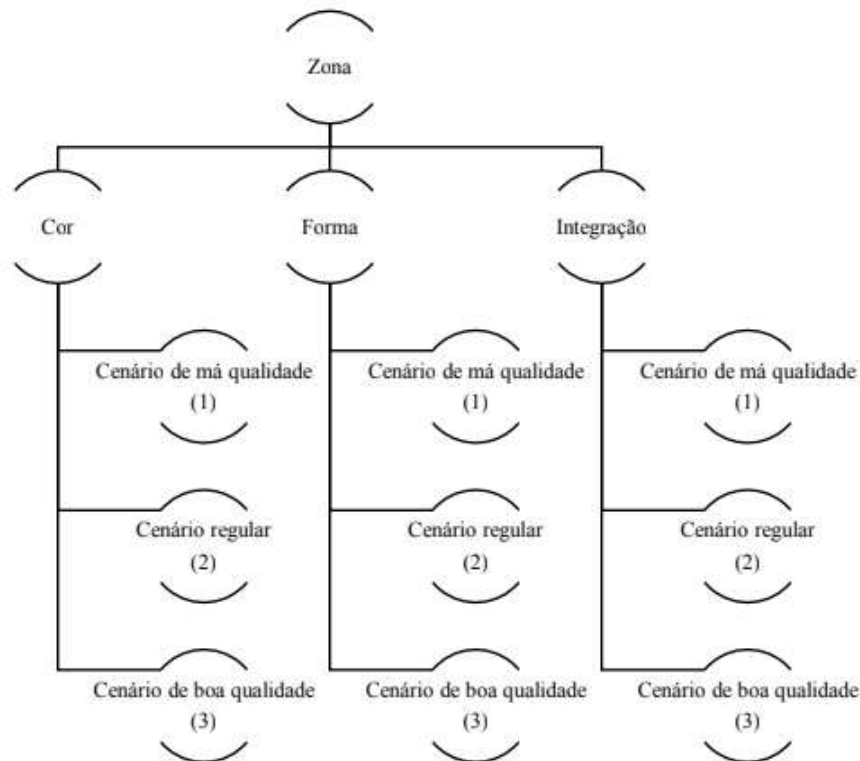 Zona
Cor
Forma
Integração
Cenário de má qualidade
(1)
Cenário de má qualidade
(1)
Cenário de má qualidade
(1)
Cenário regular
(2)
Cenário regular
(2)
Cenário regular
(2)
Cenário de boa qualidade
(3)
Cenário de boa qualidade
(3)
Cenário de boa qualidade
(3)